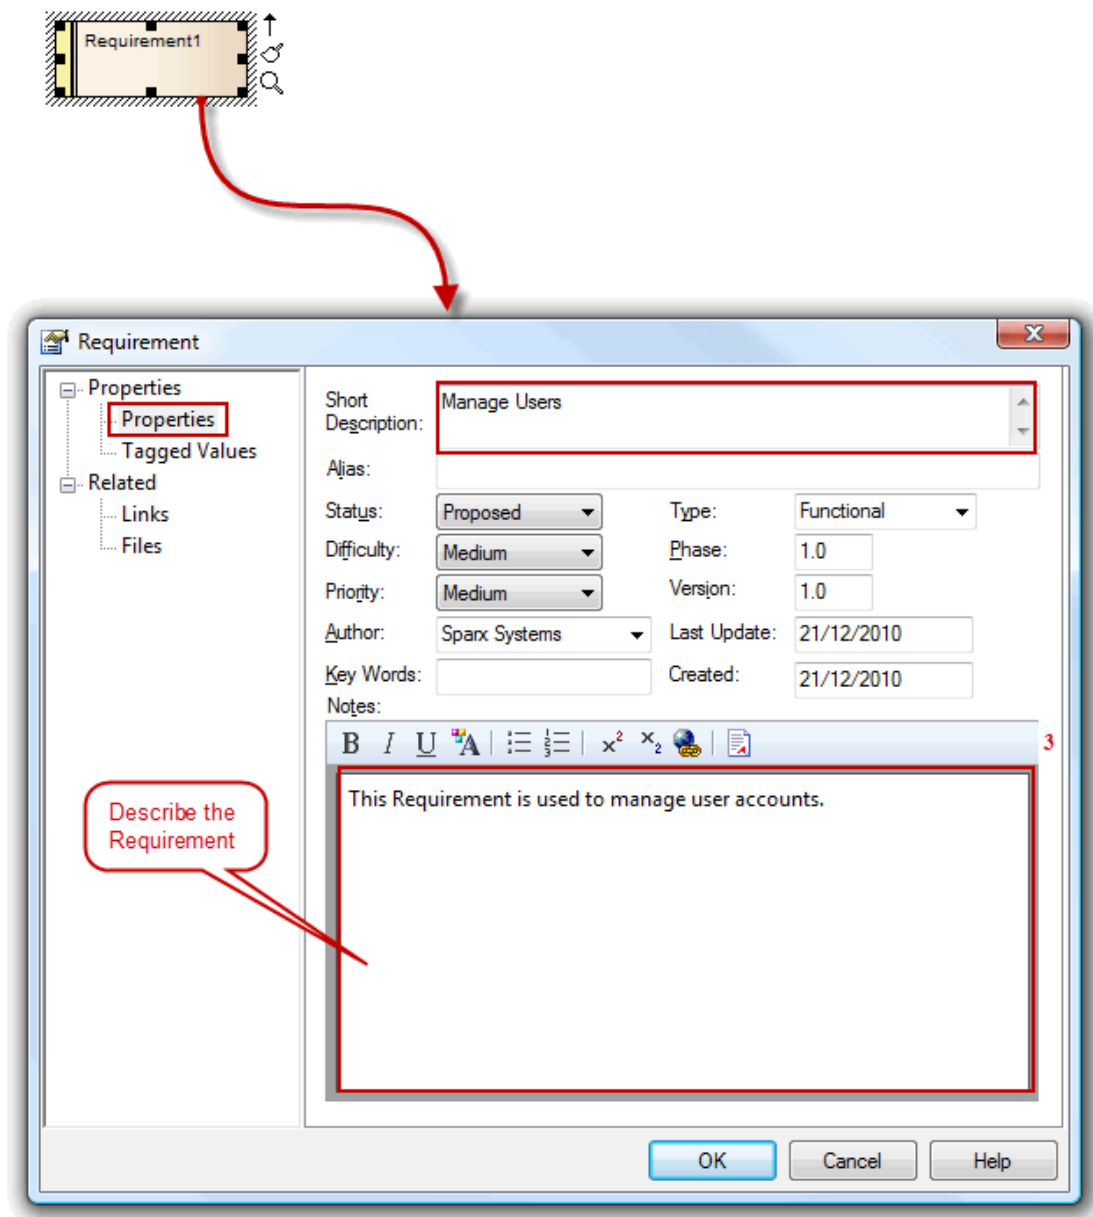 Requirement1
Requirement
Properties
Properties
Tagged Values
Related
Links
Files
Short
Description:
Manage Users
Alias:
Status: Proposed Type: Functional
Difficulty: Medium Phase: 1.0
Priority: Medium Version: 1.0
Author: Sparx Systems Last Update: 21/12/2010
Key Words: Created: 21/12/2010
Notes:
B I U A x² x₂ 3
This Requirement is used to manage user accounts.
Describe the
Requirement
OK Cancel Help